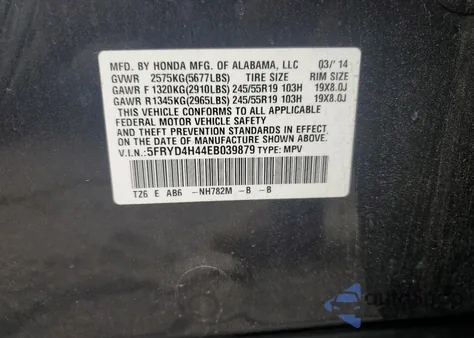 MFD. BY HONDA MFG. OF ALABAMA, LLC 03/'14
GVWR 2575KG(5677LBS) TIRE SIZE RIM SIZE
GAWR F 1320KG(2910LBS) 245/55R19 103H 19X8.0J
GAWR R1345KG(2965LBS) 245/55R19 103H 19X8.0J
THIS VEHICLE CONFORMS TO ALL APPLICABLE
FEDERAL MOTOR VEHICLE SAFETY
AND THEFT PREVENTION STANDARDS IN EFFECT
ON THE DATE OF MANUFACTURE SHOWN ABOVE.
V.I.N.:5FRYD4H44EB039879 TYPE: MPV
TZ6 E AB6 -NH782M -B -B